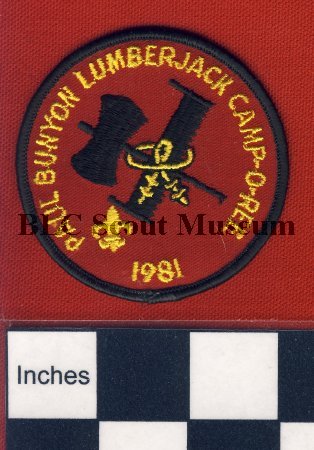 PAUL BUNYON LUMBERJACK CAMP-O-REE
BLC Scout Museum
1981
Inches